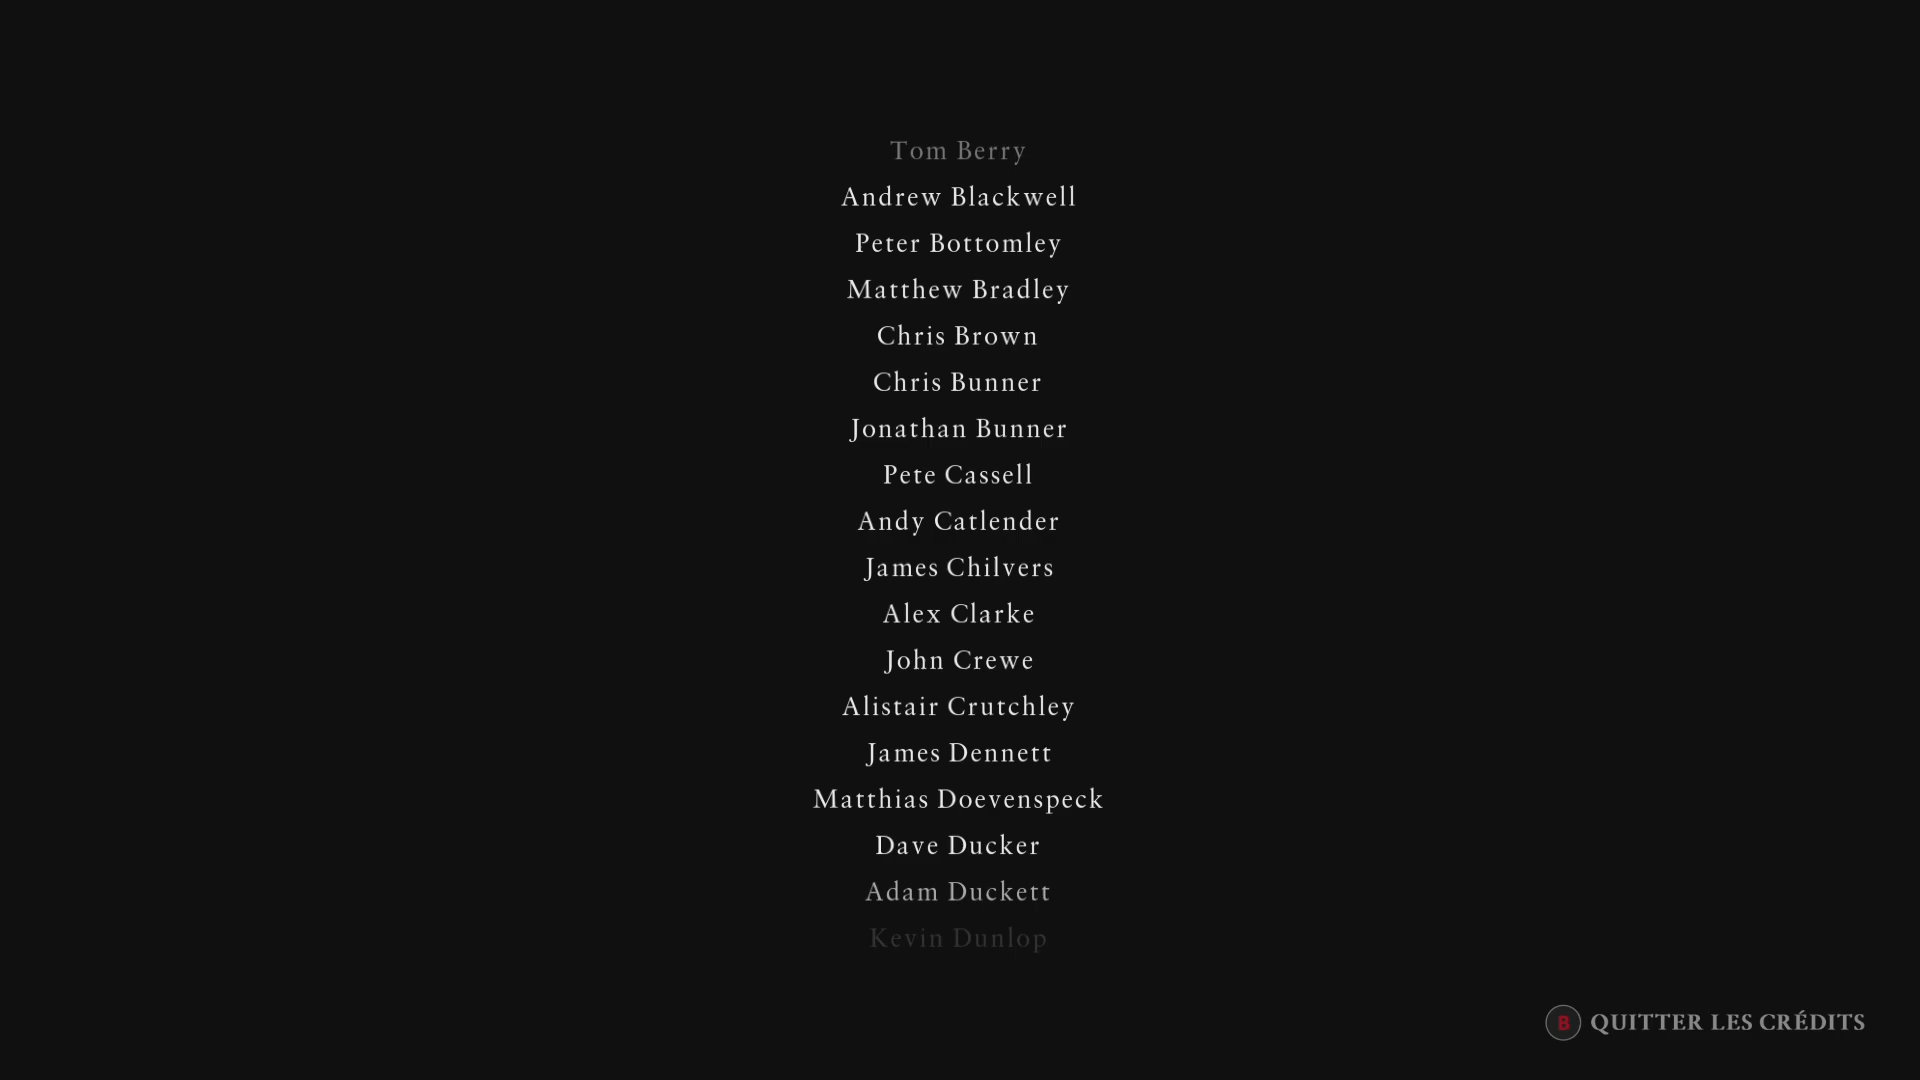 Tom Berry
Andrew Blackwell
Peter Bottomley
Matthew Bradley
Chris Brown
Chris Bunner
Jonathan Bunner
Pete Cassell
Andy Catlender
James Chilvers
Alex Clarke
John Crewe
Alistair Crutchley
James Dennett
Matthias Doevenspeck
Dave Ducker
Adam Duckett
Kevin Dunlop
B QUITTER LES CRÉDITS